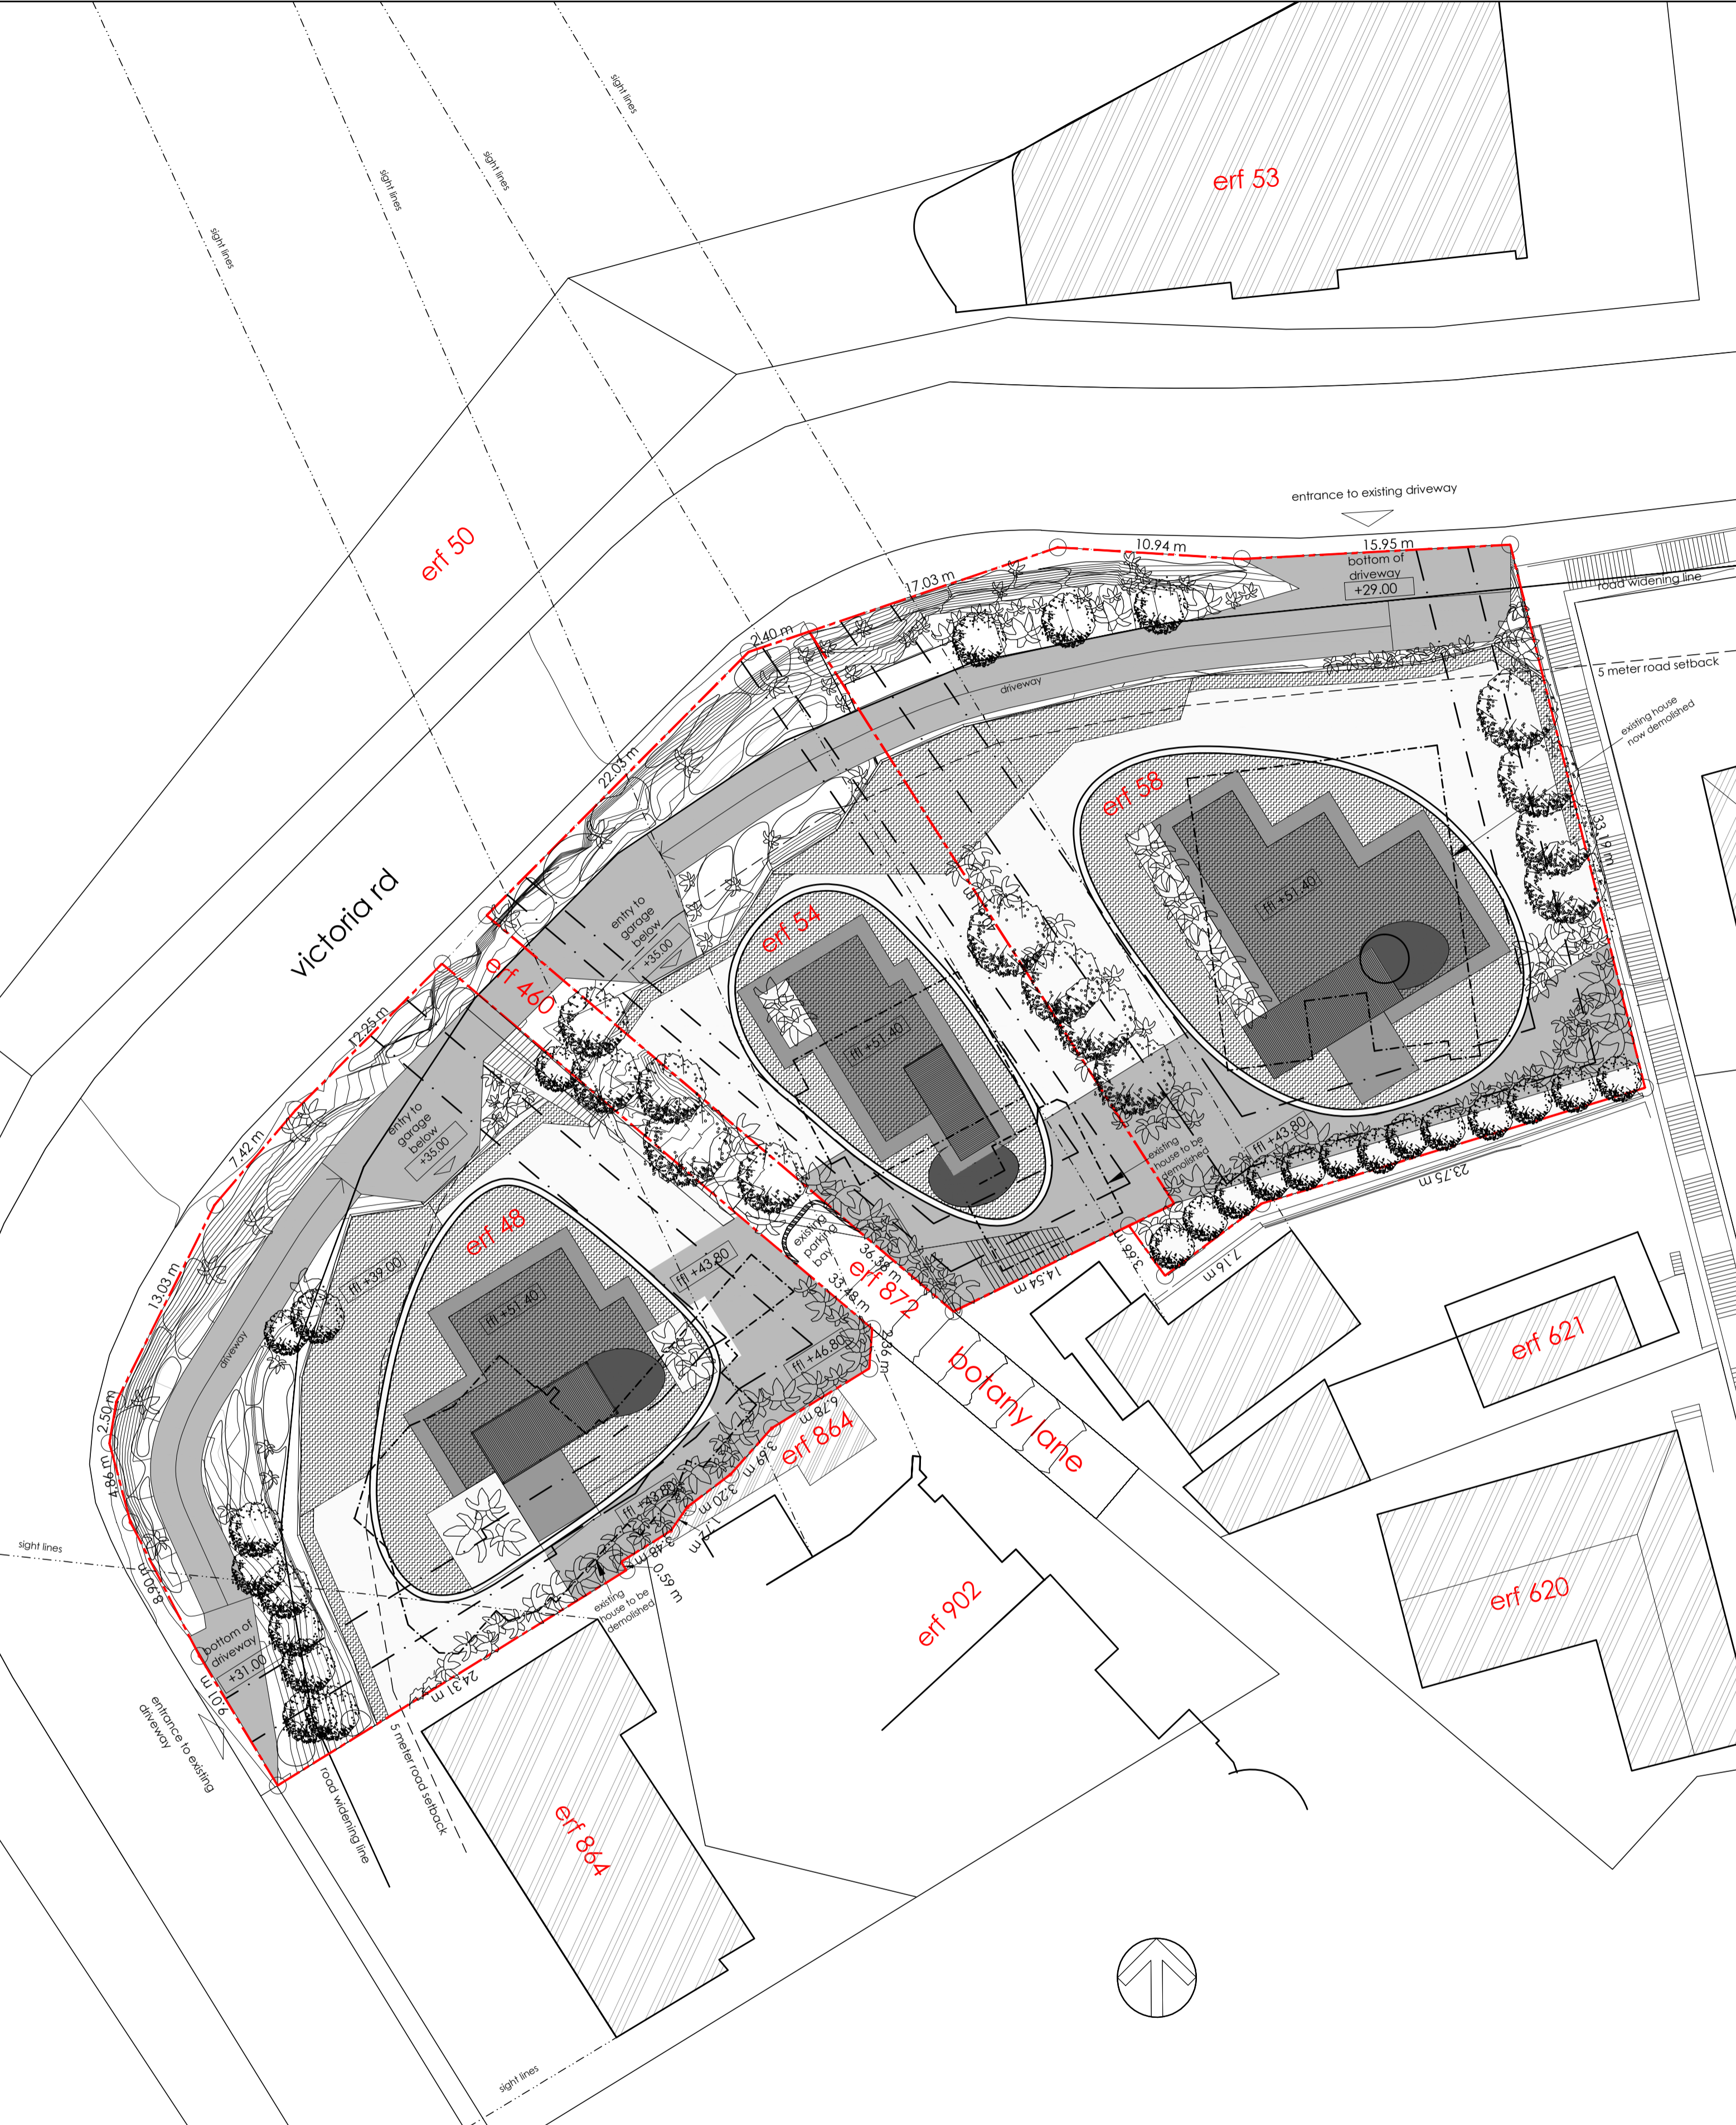 sight lines
sight lines
sight lines
sight lines
erf 53
erf 50
entrance to existing driveway
10.94 m
15.95 m
bottom of
driveway
+29.00
road widening line
17.03 m
2.40 m
5 meter road setback
driveway
existing house
now demolished
22.03 m
erf 58
33.19 m
victoria rd
ffl +51.40
entry to
garage
below
+35.00
erf 54
erf 460
12.25 m
ffl +51.40
entry to
garage
below
+35.00
7.42 m
existing
house to be
demolished
ffl +43.80
23.75 m
erf 48
existing
parking
bay
36.38 m
33.48 m
erf 872
3.66 m
7.16 m
14.54 m
ffl +39.00
ffl +43.80
13.03 m
ffl +51.40
driveway
ffl +46.80
2.36 m
erf 621
botany lane
2.50 m
4.86 m
6.78 m
erf 864
3.69 m
3.20 m
ffl +43.80
3.48 m
0.59 m
sight lines
8.90 m
existing
house to be
demolished
erf 902
erf 620
bottom of
driveway
+31.00
9.01 m
24.31 m
entrance to existing
driveway
5 meter road setback
road widening line
erf 864
sight lines